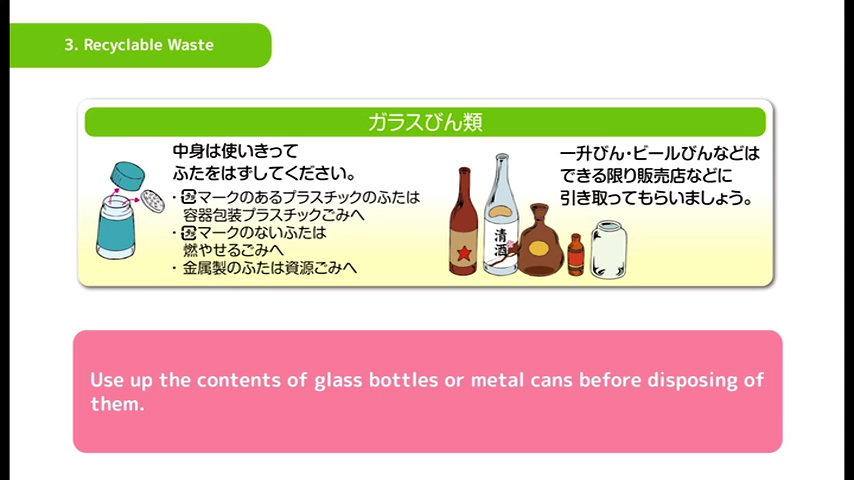 3. Recyclable Waste
ガラスびん類
中身は使いきって
ふたをはずしてください。
・プラマークのあるプラスチックのふたは
容器包装プラスチックごみへ
・プラマークのないふたは
燃やせるごみへ
・金属製のふたは資源ごみへ
一升びん・ビールびんなどは
できる限り販売店などに
引き取ってもらいましょう。
清酒
Use up the contents of glass bottles or metal cans before disposing of
them.